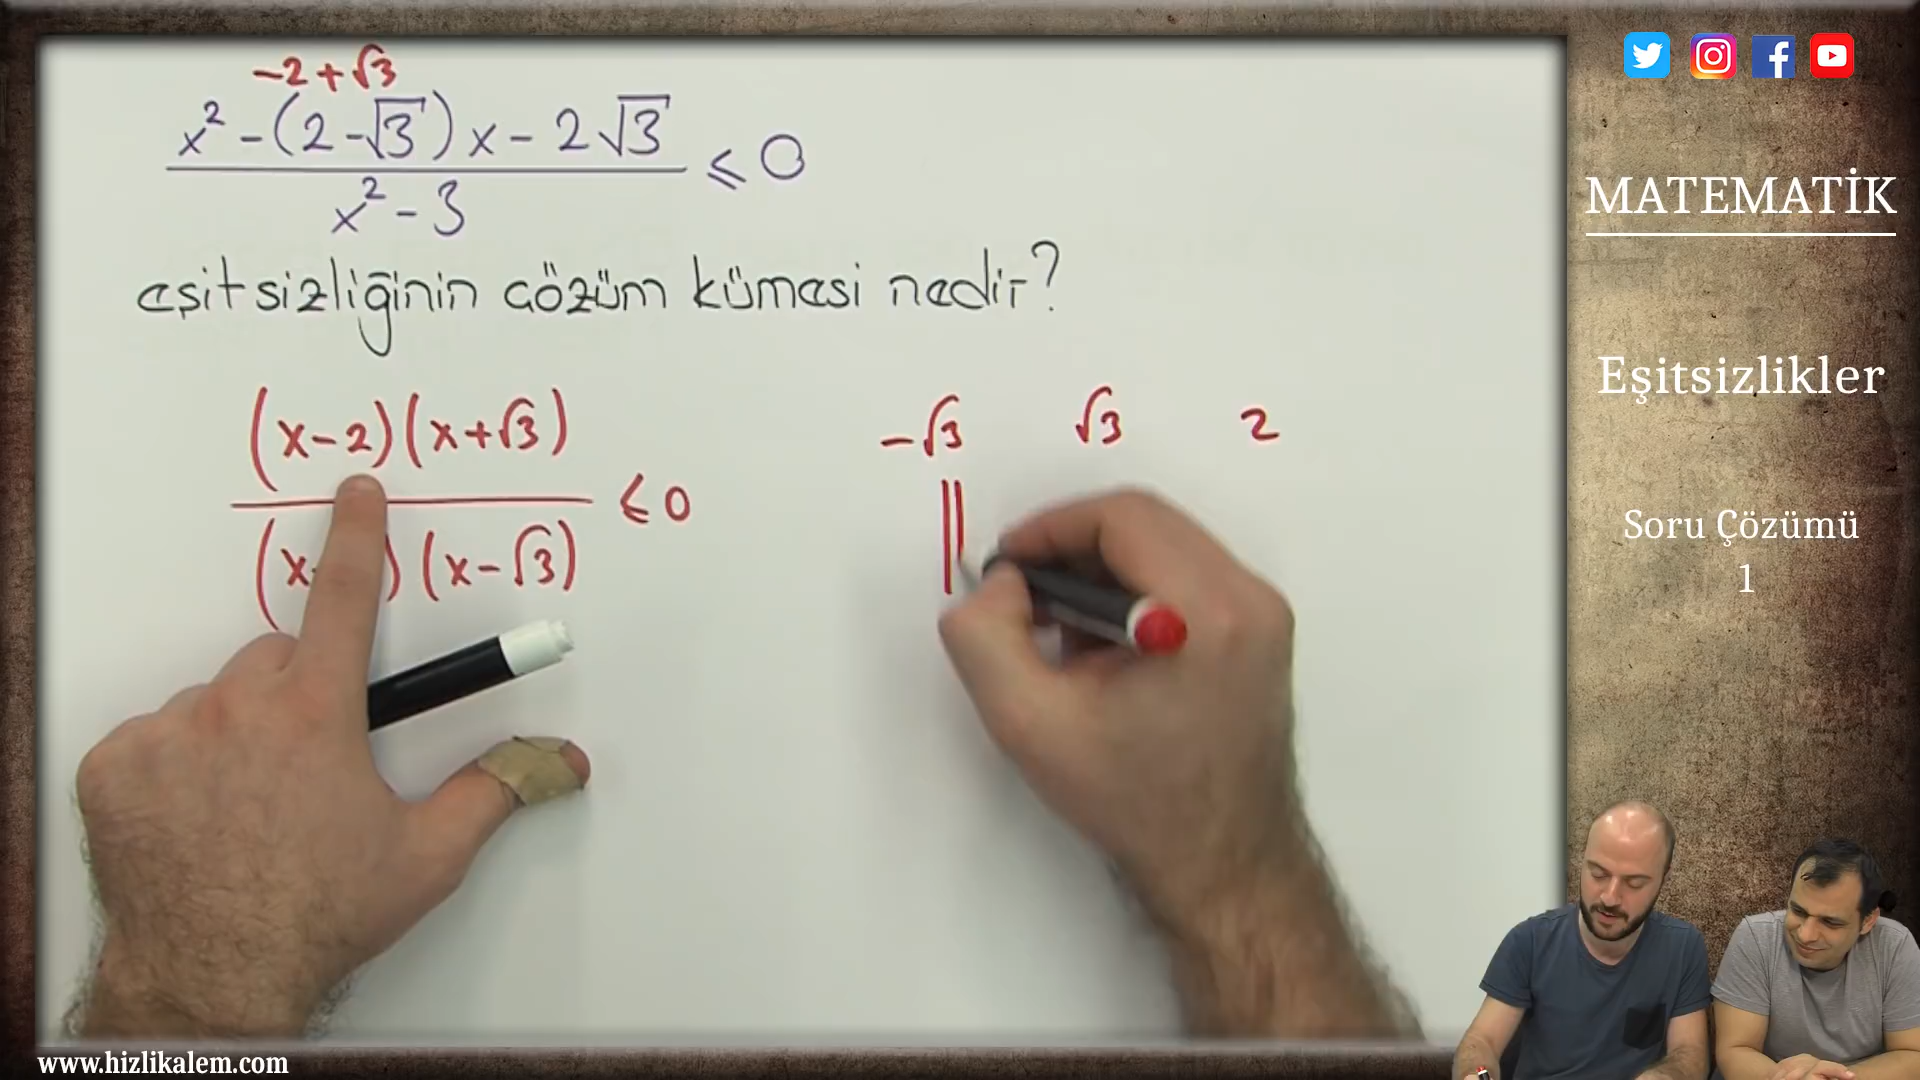 -2+√3
x² - (2-√3)x - 2√3
x² - 3
≤ 0
eşitsizliğinin çözüm kümesi nedir?
(x-2)(x+√3)
(x- ) (x-√3)
≤ 0
-√3 √3 2
MATEMATİK
Eşitsizlikler
Soru Çözümü
1
www.hizlikalem.com